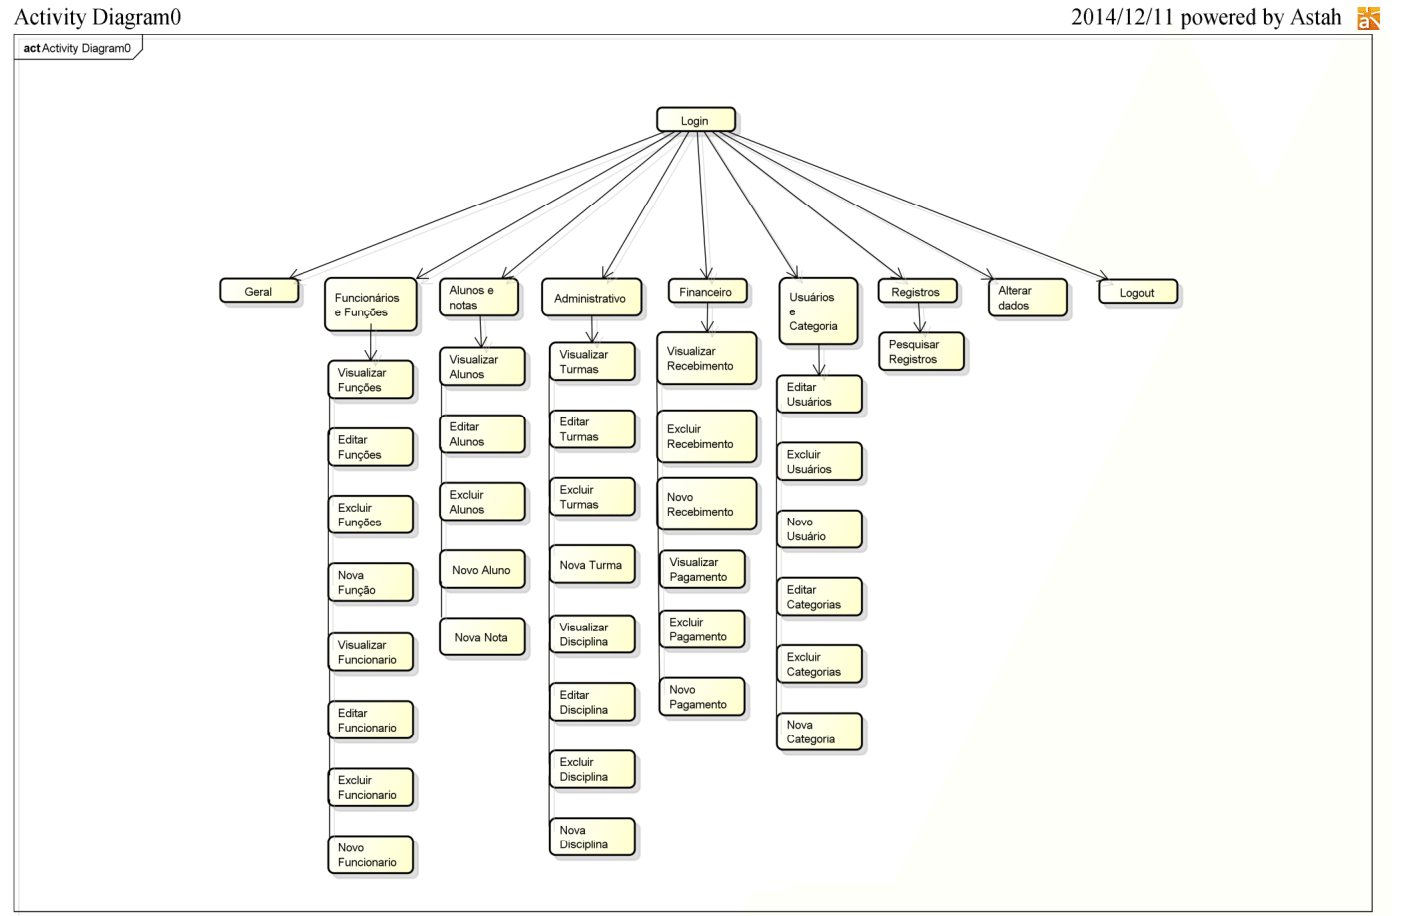 Activity Diagram0
2014/12/11 powered by Astah
act Activity Diagram0
Login
Geral
Funcionários
e Funções
Visualizar
Funções
Editar
Funções
Excluir
Funções
Nova
Função
Visualizar
Funcionario
Editar
Funcionario
Excluir
Funcionario
Novo
Funcionario
Alunos e
notas
Visualizar
Alunos
Editar
Alunos
Excluir
Alunos
Novo Aluno
Nova Nota
Administrativo
Visualizar
Turmas
Editar
Turmas
Excluir
Turmas
Nova Turma
Visualizar
Disciplina
Editar
Disciplina
Excluir
Disciplina
Nova
Disciplina
Financeiro
Visualizar
Recebimento
Excluir
Recebimento
Novo
Recebimento
Visualizar
Pagamento
Excluir
Pagamento
Novo
Pagamento
Usuários
e
Categoria
Editar
Usuários
Excluir
Usuários
Novo
Usuário
Editar
Categorias
Excluir
Categorias
Nova
Categoria
Registros
Pesquisar
Registros
Alterar
dados
Logout